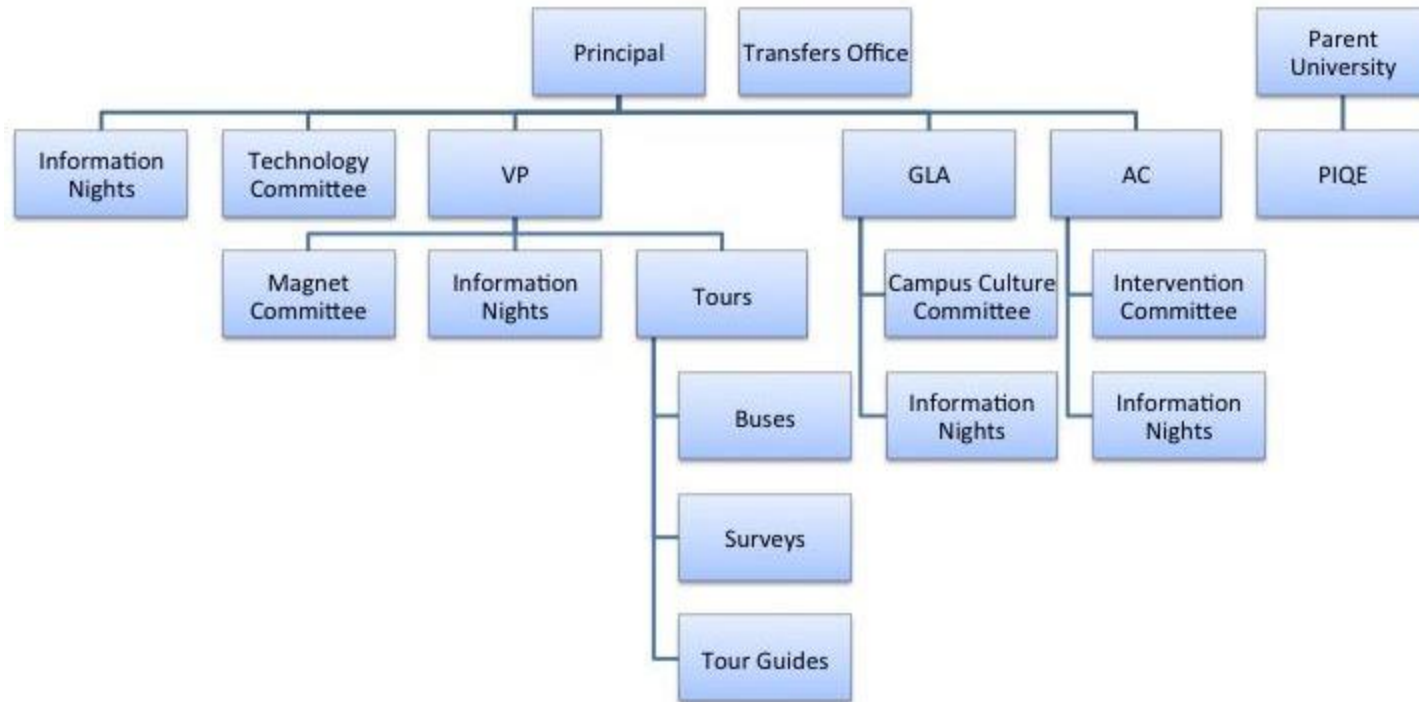 Principal
Transfers Office
Parent
University
Information
Nights
Technology
Committee
VP
GLA
AC
PIQE
Magnet
Committee
Information
Nights
Tours
Campus Culture
Committee
Intervention
Committee
Buses
Information
Nights
Information
Nights
Surveys
Tour Guides